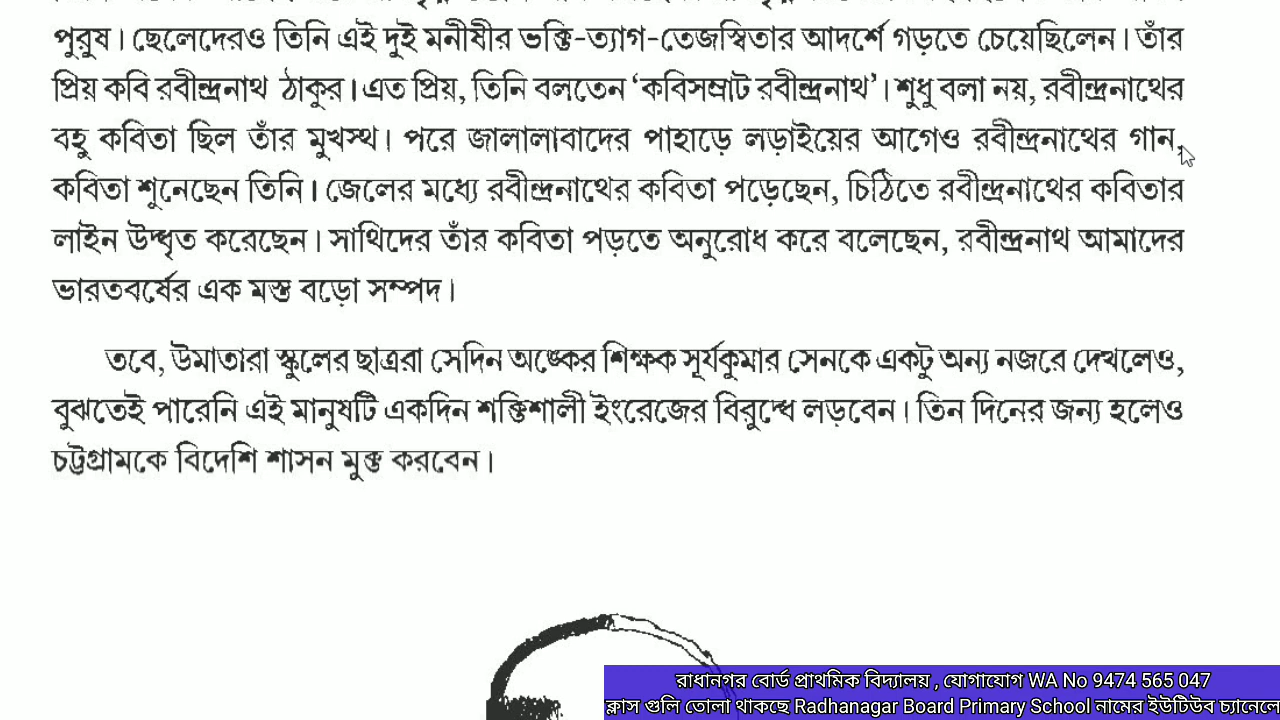 পুরুষ। ছেলেদেরও তিনি এই দুই মনীষীর ভক্তি-ত্যাগ-তেজস্বিতার আদর্শে গড়তে চেয়েছিলেন। তাঁর
প্রিয় কবি রবীন্দ্রনাথ ঠাকুর। এত প্রিয়, তিনি বলতেন ‘কবিসম্রাট রবীন্দ্রনাথ’। শুধু বলা নয়, রবীন্দ্রনাথের
বহু কবিতা ছিল তাঁর মুখস্থ। পরে জালালাবাদের পাহাড়ে লড়াইয়ের আগেও রবীন্দ্রনাথের গান,
কবিতা শুনেছেন তিনি। জেলের মধ্যে রবীন্দ্রনাথের কবিতা পড়েছেন, চিঠিতে রবীন্দ্রনাথের কবিতার
লাইন উদ্ধৃত করেছেন। সাথিদের তাঁর কবিতা পড়তে অনুরোধ করে বলেছেন, রবীন্দ্রনাথ আমাদের
ভারতবর্ষের এক মস্ত বড়ো সম্পদ।
তবে, উমাতারা স্কুলের ছাত্ররা সেদিন অঙ্কের শিক্ষক সূর্যকুমার সেনকে একটু অন্য নজরে দেখলেও,
বুঝতেই পারেনি এই মানুষটি একদিন শক্তিশালী ইংরেজের বিরুদ্ধে লড়বেন। তিন দিনের জন্য হলেও
চট্টগ্রামকে বিদেশি শাসন মুক্ত করবেন।
রাধানগর বোর্ড প্রাথমিক বিদ্যালয় , যোগাযোগ WA No 9474 565 047
ক্লাস গুলি তোলা থাকছে Radhanagar Board Primary School নামের ইউটিউব চ্যানেলে